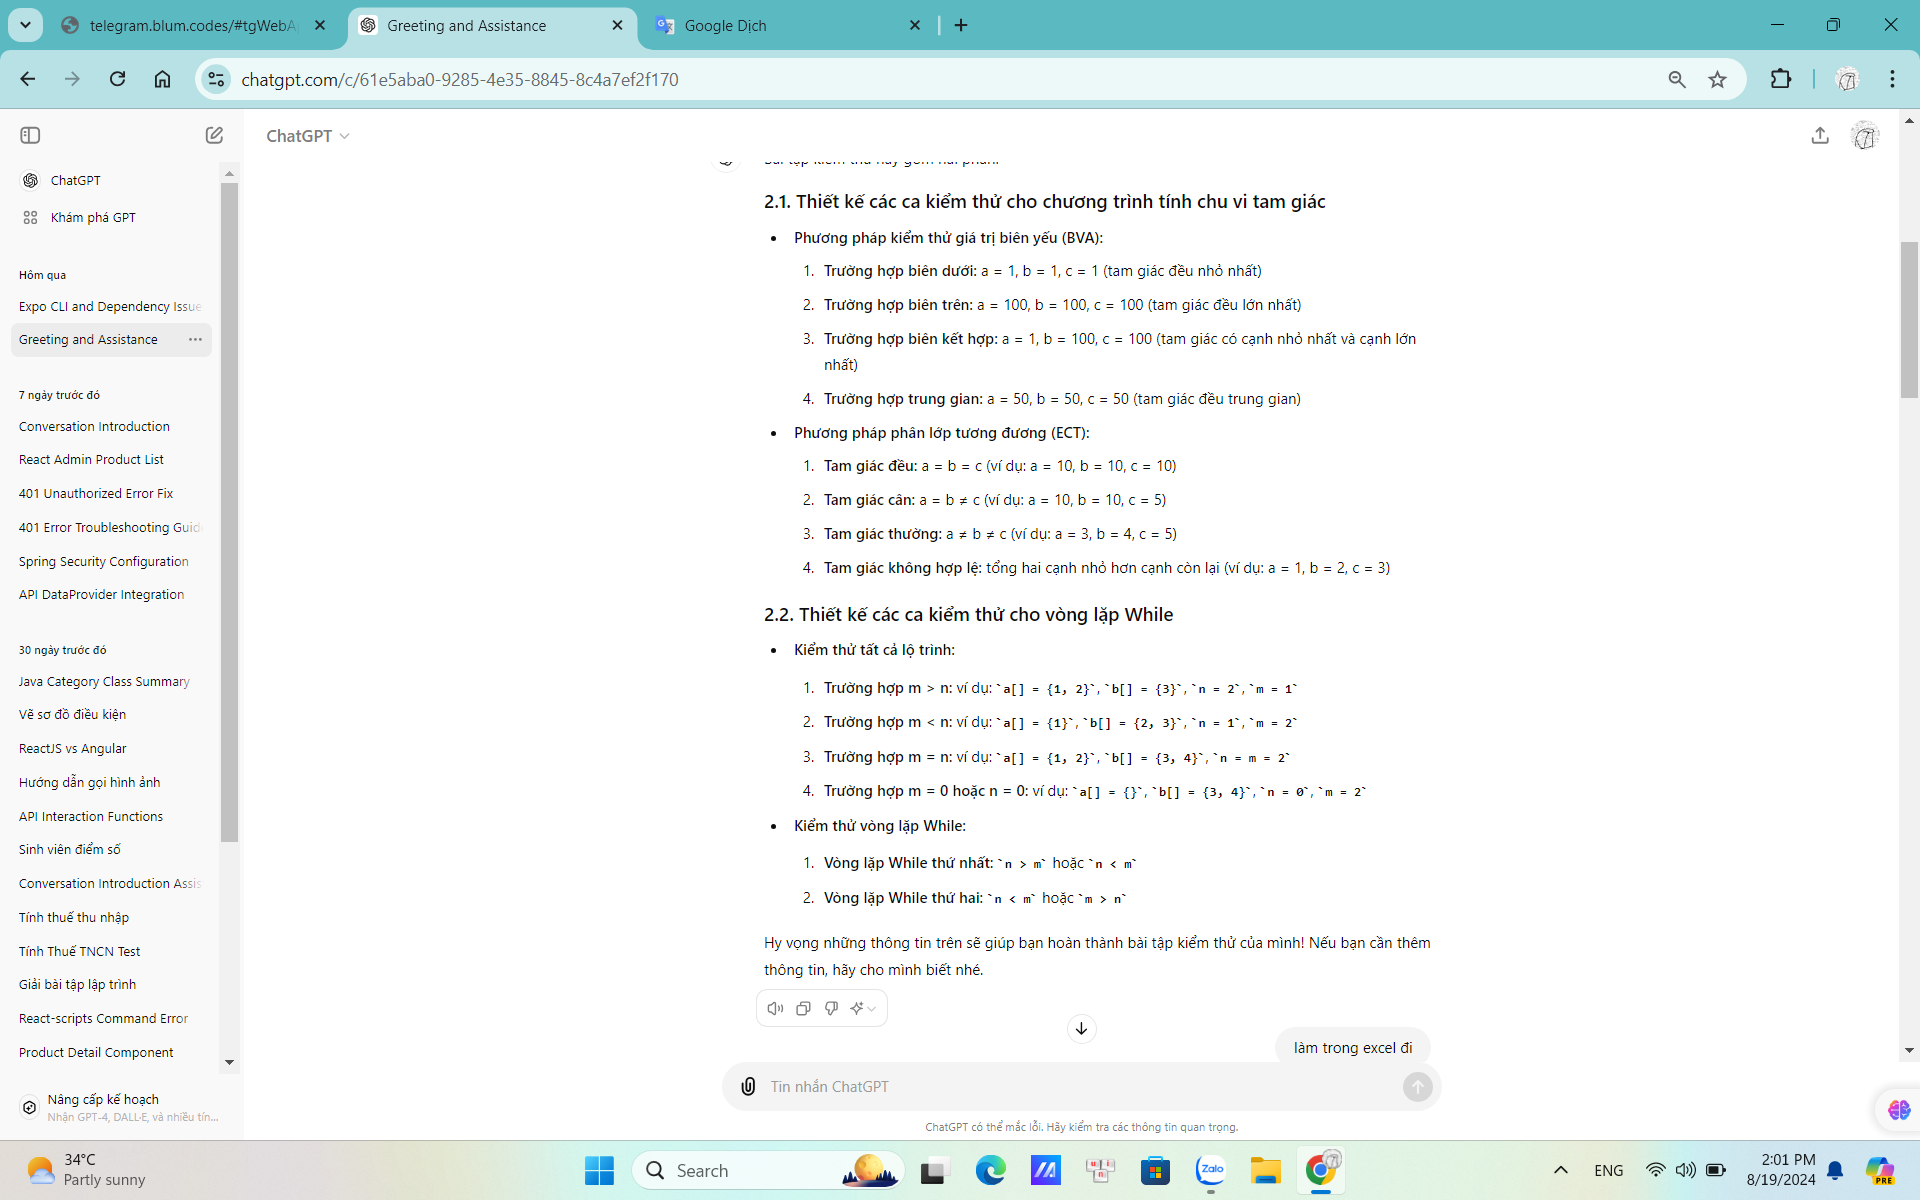 telegram.blum.codes/#tgWebA
Greeting and Assistance
Google Dịch
chatgpt.com/c/61e5aba0-9285-4e35-8845-8c4a7ef2f170
ChatGPT
Khám phá GPT
Hôm qua
Expo CLI and Dependency Issue
Greeting and Assistance
7 ngày trước đó
Conversation Introduction
React Admin Product List
401 Unauthorized Error Fix
401 Error Troubleshooting Guid
Spring Security Configuration
API DataProvider Integration
30 ngày trước đó
Java Category Class Summary
Vẽ sơ đồ điều kiện
ReactJS vs Angular
Hướng dẫn gọi hình ảnh
API Interaction Functions
Sinh viên điểm số
Conversation Introduction Assis
Tính thuế thu nhập
Tính Thuế TNCN Test
Giải bài tập lập trình
React-scripts Command Error
Product Detail Component
Nâng cấp kế hoạch
Nhận GPT-4, DALL·E, và nhiều tín...
ChatGPT
Bài tập kiểm thử này gồm hai phần:
2.1. Thiết kế các ca kiểm thử cho chương trình tính chu vi tam giác
• Phương pháp kiểm thử giá trị biên yếu (BVA):
1. Trường hợp biên dưới: a = 1, b = 1, c = 1 (tam giác đều nhỏ nhất)
2. Trường hợp biên trên: a = 100, b = 100, c = 100 (tam giác đều lớn nhất)
3. Trường hợp biên kết hợp: a = 1, b = 100, c = 100 (tam giác có cạnh nhỏ nhất và cạnh lớn
nhất)
4. Trường hợp trung gian: a = 50, b = 50, c = 50 (tam giác đều trung gian)
• Phương pháp phân lớp tương đương (ECT):
1. Tam giác đều: a = b = c (ví dụ: a = 10, b = 10, c = 10)
2. Tam giác cân: a = b ≠ c (ví dụ: a = 10, b = 10, c = 5)
3. Tam giác thường: a ≠ b ≠ c (ví dụ: a = 3, b = 4, c = 5)
4. Tam giác không hợp lệ: tổng hai cạnh nhỏ hơn cạnh còn lại (ví dụ: a = 1, b = 2, c = 3)
2.2. Thiết kế các ca kiểm thử cho vòng lặp While
• Kiểm thử tất cả lộ trình:
1. Trường hợp m > n: ví dụ: `a[] = {1, 2}`, `b[] = {3}`, `n = 2`, `m = 1`
2. Trường hợp m < n: ví dụ: `a[] = {1}`, `b[] = {2, 3}`, `n = 1`, `m = 2`
3. Trường hợp m = n: ví dụ: `a[] = {1, 2}`, `b[] = {3, 4}`, `n = m = 2`
4. Trường hợp m = 0 hoặc n = 0: ví dụ: `a[] = {}`, `b[] = {3, 4}`, `n = 0`, `m = 2`
• Kiểm thử vòng lặp While:
1. Vòng lặp While thứ nhất: `n > m` hoặc `n < m`
2. Vòng lặp While thứ hai: `n < m` hoặc `m > n`
Hy vọng những thông tin trên sẽ giúp bạn hoàn thành bài tập kiểm thử của mình! Nếu bạn cần thêm
thông tin, hãy cho mình biết nhé.
làm trong excel đi
Tin nhắn ChatGPT
ChatGPT có thể mắc lỗi. Hãy kiểm tra các thông tin quan trọng.
34°C
Partly sunny
Search
Zalo
ENG
2:01 PM
8/19/2024
PRE